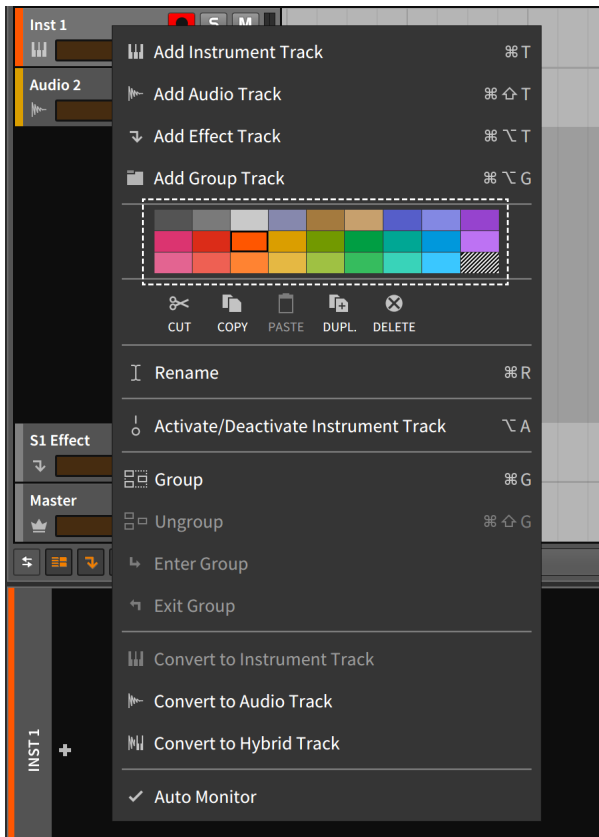 Inst 1
S M
Add Instrument Track ⌘ T
Audio 2
Add Audio Track ⌘ ⇧ T
Add Effect Track ⌘ ⌥ T
Add Group Track ⌘ ⌥ G
CUT COPY PASTE DUPL. DELETE
Rename ⌘ R
Activate/Deactivate Instrument Track ⌥ A
S1 Effect
Group ⌘ G
Master
Ungroup ⌘ ⇧ G
Enter Group
Exit Group
Convert to Instrument Track
Convert to Audio Track
INST 1
Convert to Hybrid Track
Auto Monitor